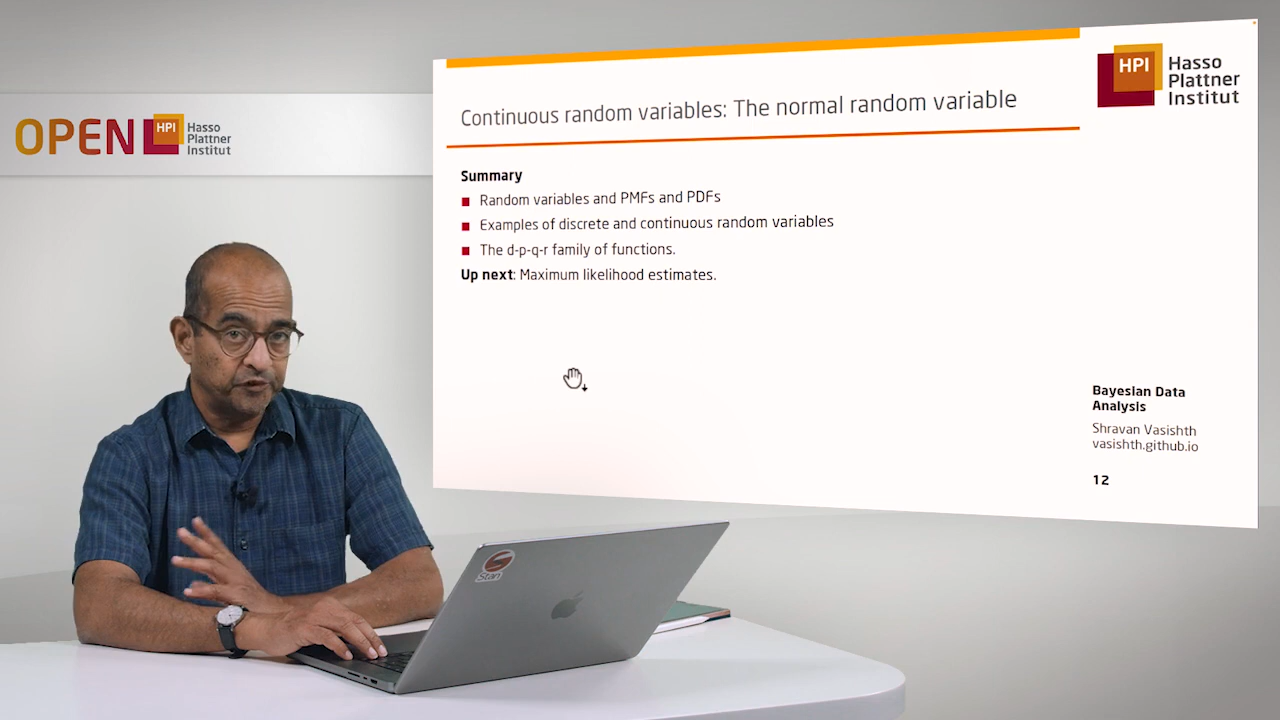 OPEN
HPI
Hasso
Plattner
Institut
Continuous random variables: The normal random variable
HPI
Hasso
Plattner
Institut
Summary
Random variables and PMFs and PDFs
Examples of discrete and continuous random variables
The d-p-q-r family of functions.
Up next: Maximum likelihood estimates.
Bayesian Data
Analysis
Shravan Vasishth
vasishth.github.io
12
Stan